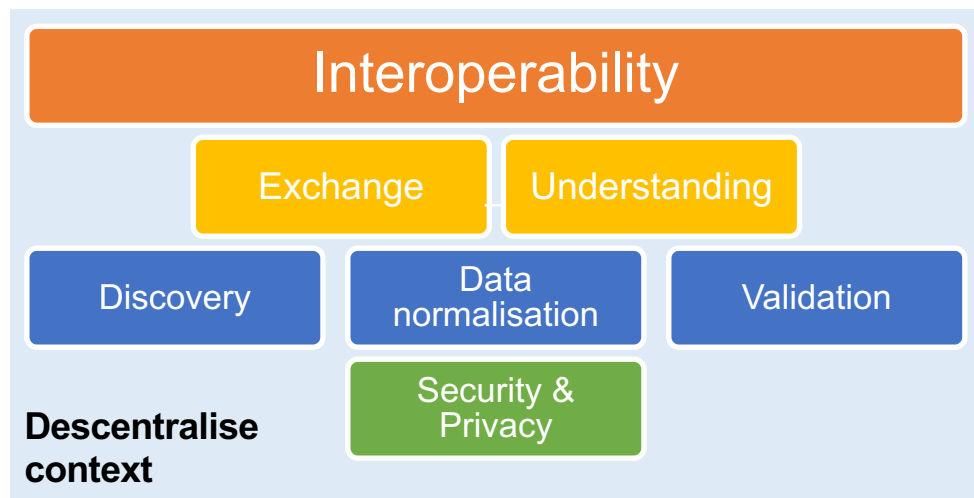 Interoperability
Exchange
Understanding
Discovery
Data
normalisation
Validation
Security &
Privacy
Descentralise
context